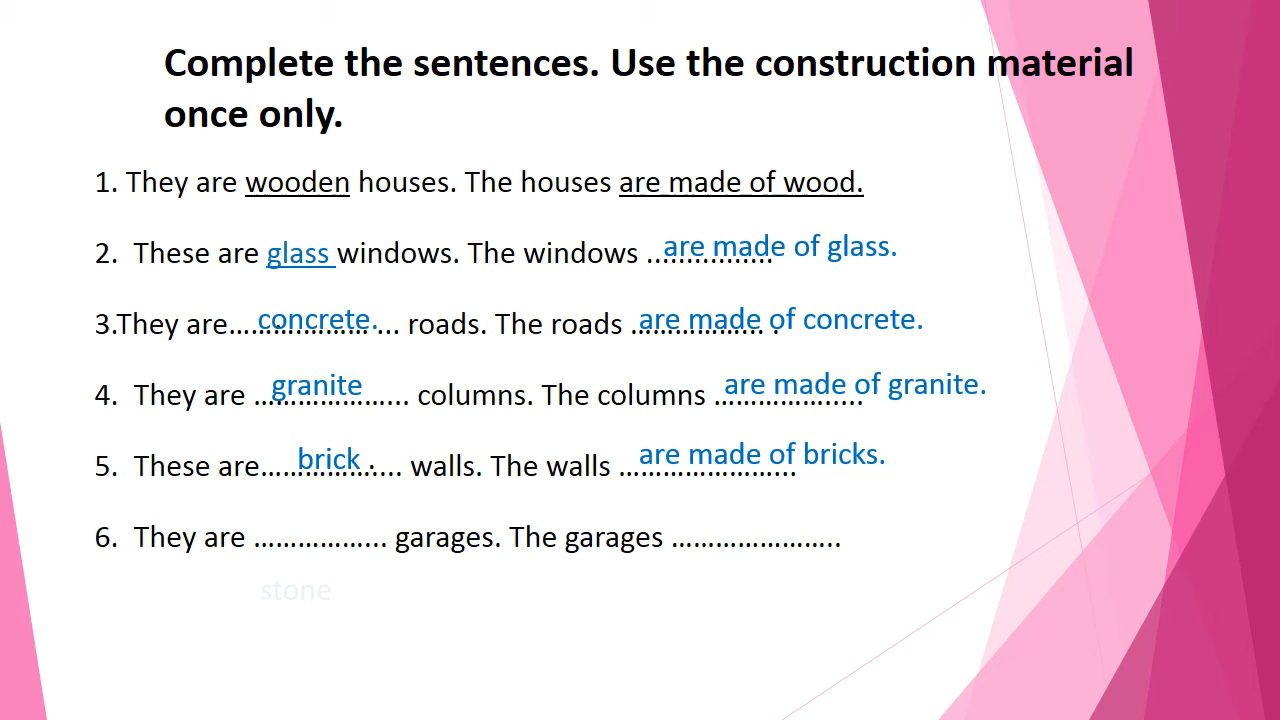 Complete the sentences. Use the construction material
once only.
1. They are wooden houses. The houses are made of wood.
2. These are glass windows. The windows ................ are made of glass.
3.They are………………….. concrete. ... roads. The roads ……………... . are made of concrete.
4. They are ………………... granite columns. The columns ……………….... are made of granite.
5. These are…………….... brick . walls. The walls …………………... are made of bricks.
6. They are ……………... garages. The garages …………………..
stone